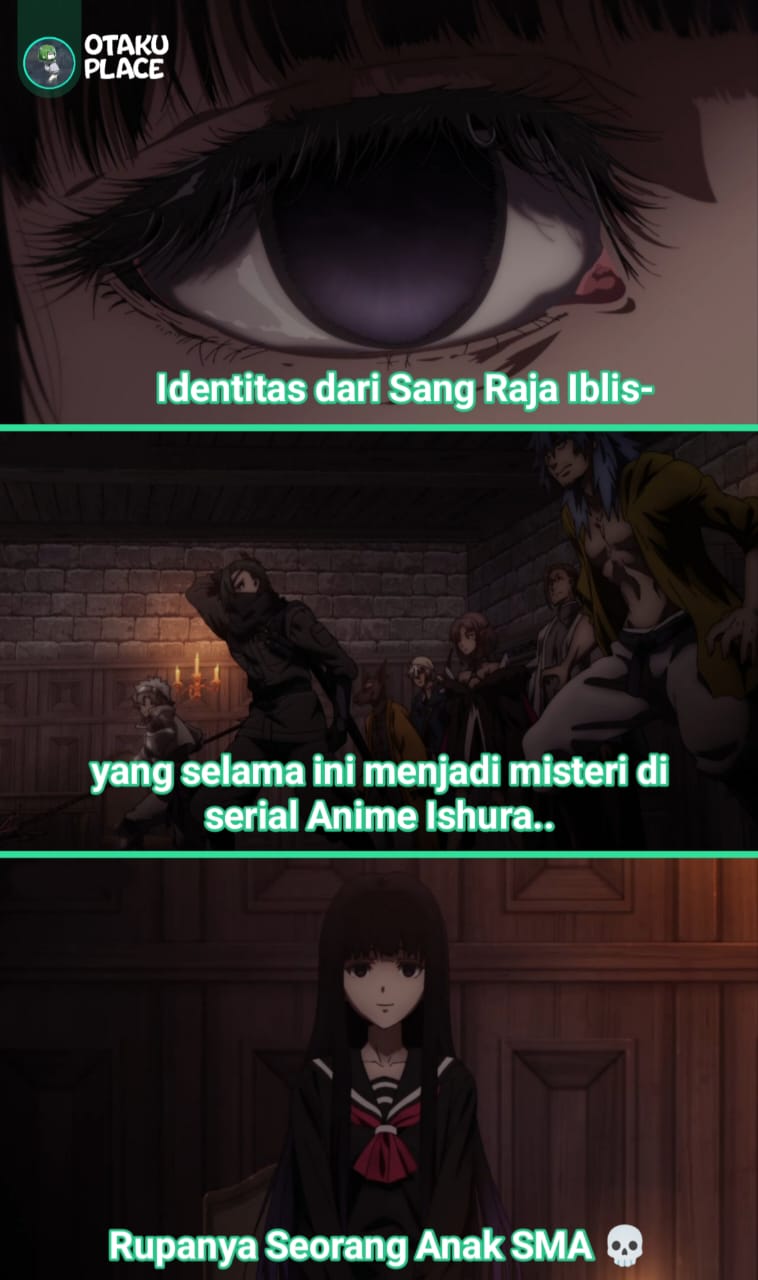 OTAKU
PLACE
Identitas dari Sang Raja Iblis-
yang selama ini menjadi misteri di
serial Anime Ishura..
Rupanya Seorang Anak SMA 💀